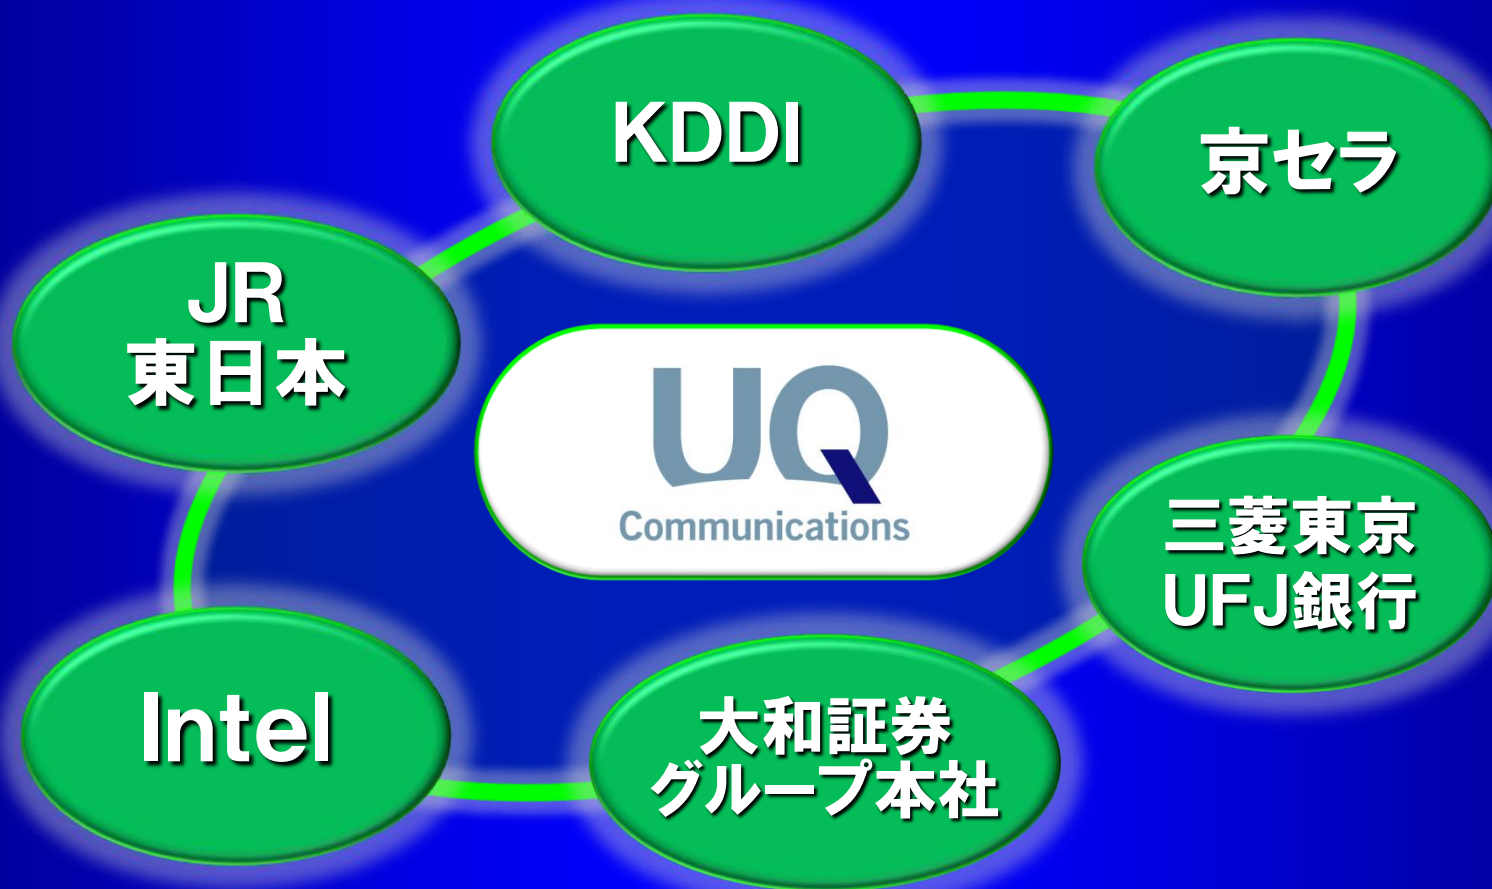 KDDI
京セラ
JR
東日本
UQ
Communications
三菱東京
UFJ銀行
Intel
大和証券
グループ本社